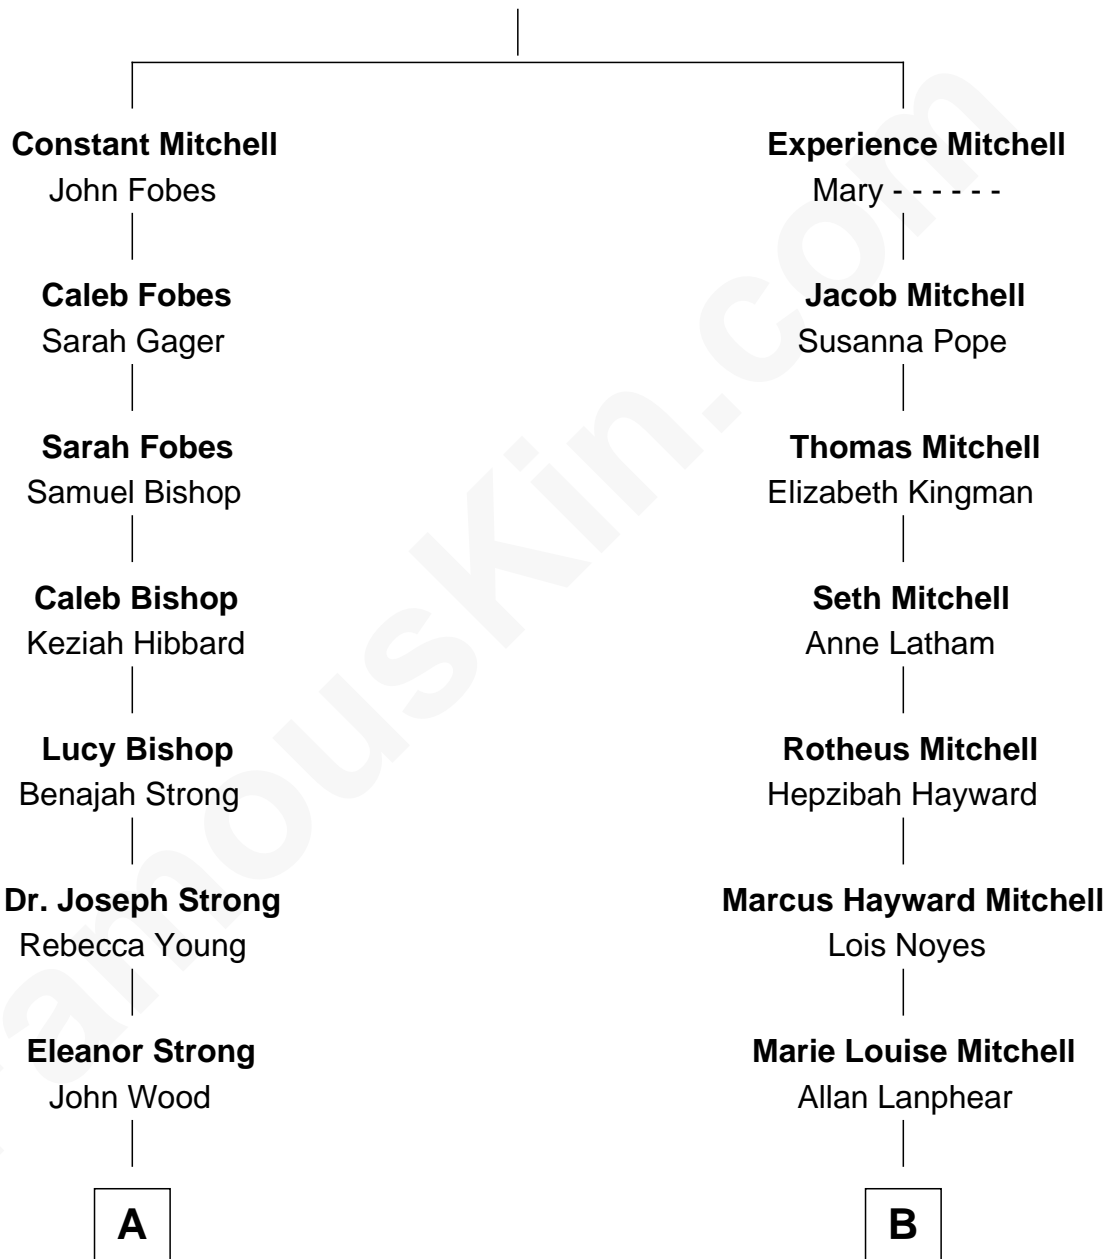 Constant Mitchell
John Fobes
Experience Mitchell
Mary - - - - - -
Caleb Fobes
Sarah Gager
Jacob Mitchell
Susanna Pope
Sarah Fobes
Samuel Bishop
Thomas Mitchell
Elizabeth Kingman
Caleb Bishop
Keziah Hibbard
Seth Mitchell
Anne Latham
Lucy Bishop
Benajah Strong
Rotheus Mitchell
Hepzibah Hayward
Dr. Joseph Strong
Rebecca Young
Marcus Hayward Mitchell
Lois Noyes
Eleanor Strong
John Wood
Marie Louise Mitchell
Allan Lanphear
A
B
FamousKin.com